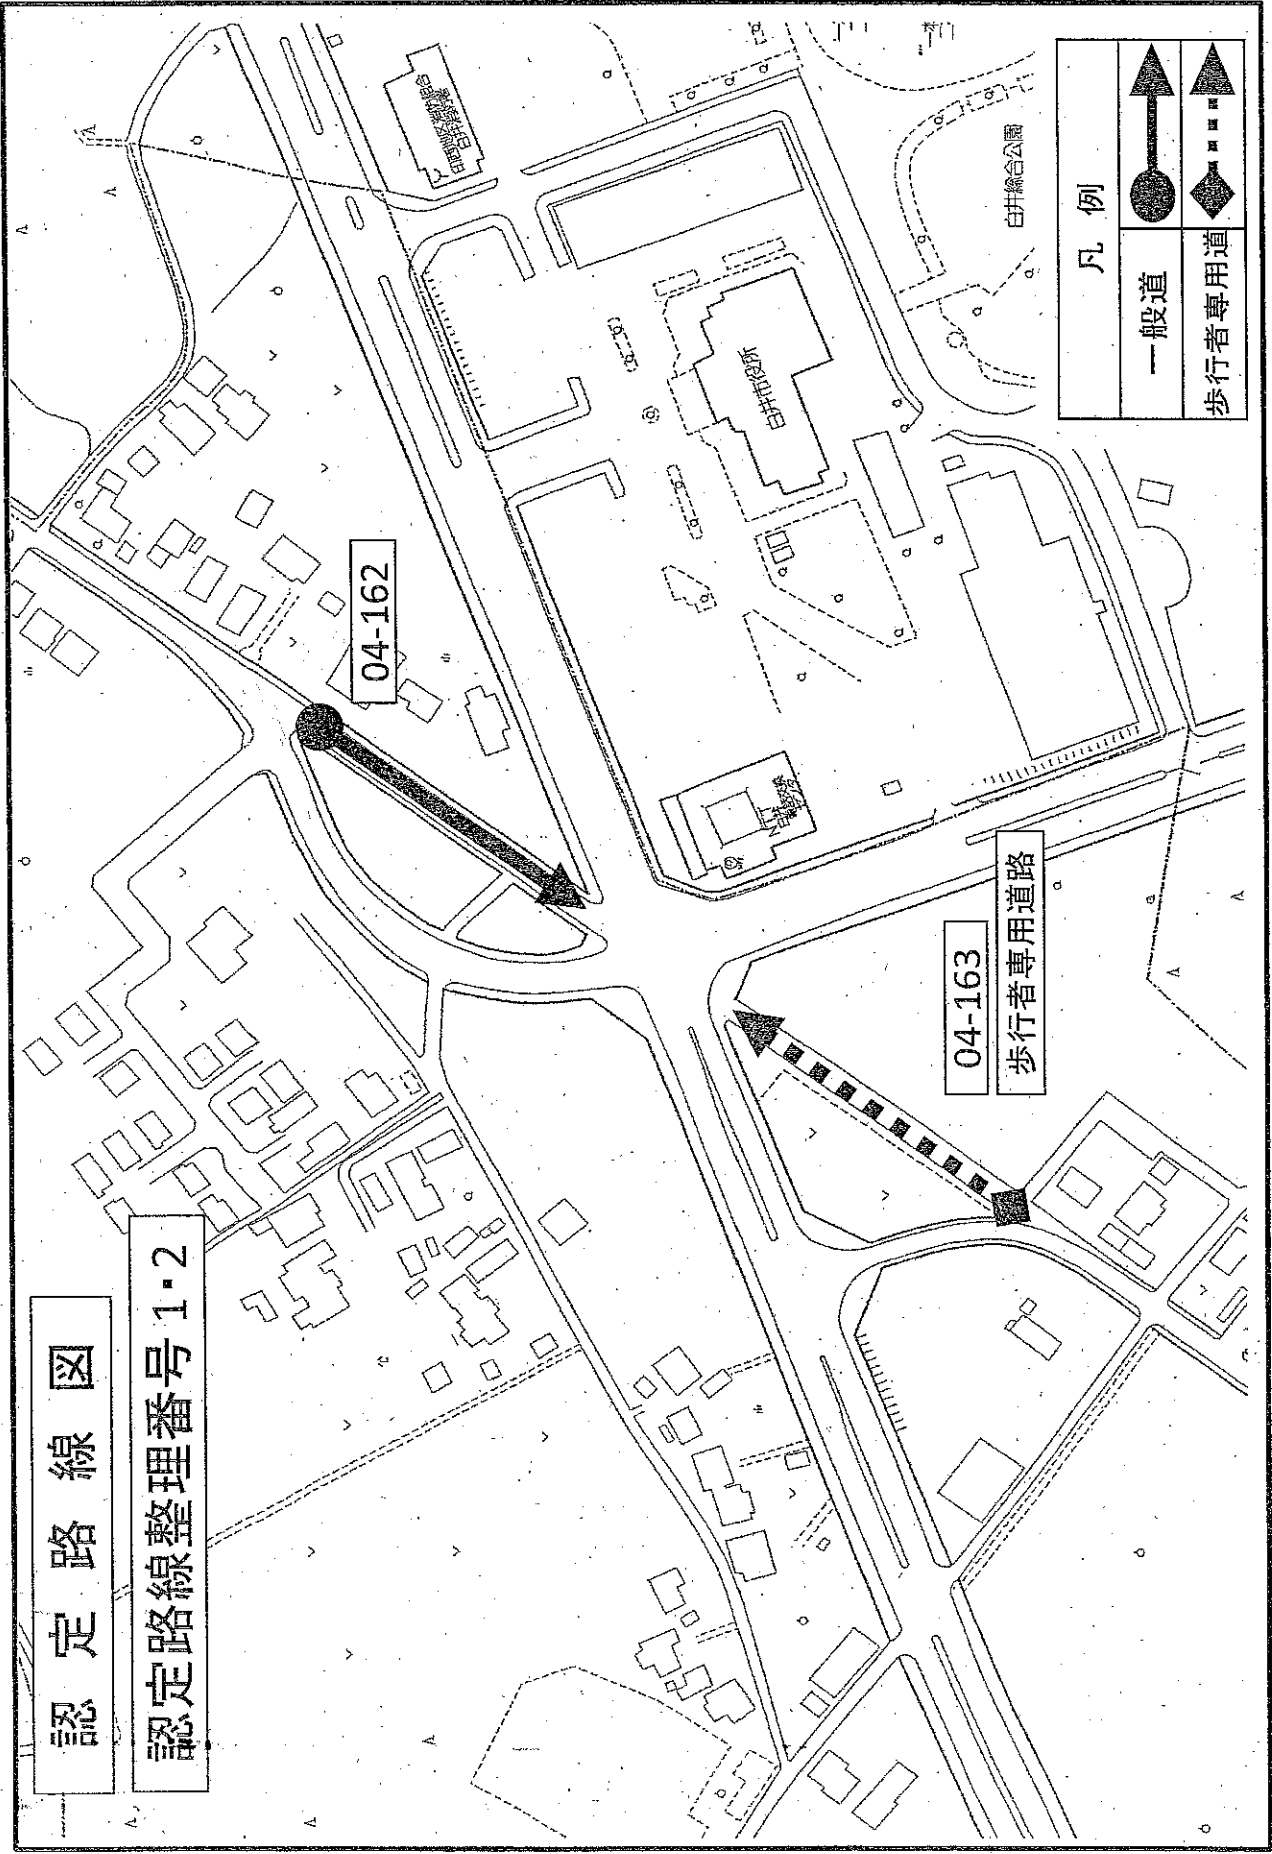 認定路線図
認定路線整理番号1・2
04-162
04-163
歩行者専用道路
白井市役所
白井総合公園
凡例
一般道
歩行者専用道